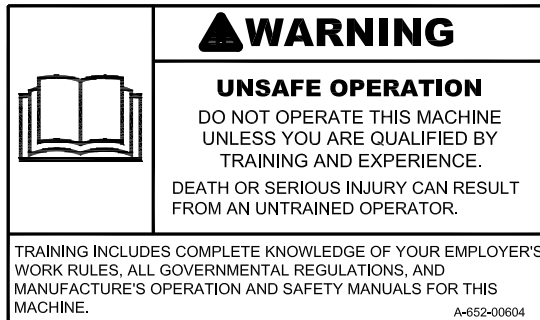 WARNING
UNSAFE OPERATION
DO NOT OPERATE THIS MACHINE
UNLESS YOU ARE QUALIFIED BY
TRAINING AND EXPERIENCE.
DEATH OR SERIOUS INJURY CAN RESULT
FROM AN UNTRAINED OPERATOR.
TRAINING INCLUDES COMPLETE KNOWLEDGE OF YOUR EMPLOYER'S
WORK RULES, ALL GOVERNMENTAL REGULATIONS, AND
MANUFACTURE'S OPERATION AND SAFETY MANUALS FOR THIS
MACHINE.
A-652-00604